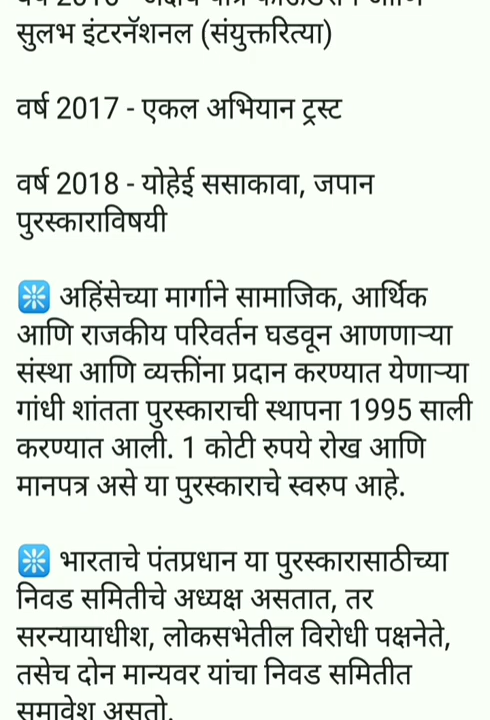 सुलभ इंटरनॅशनल (संयुक्तरित्या)
वर्ष 2017 - एकल अभियान ट्रस्ट
वर्ष 2018 - योहेई ससाकावा, जपान
पुरस्काराविषयी
अहिंसेच्या मार्गाने सामाजिक, आर्थिक
आणि राजकीय परिवर्तन घडवून आणणाऱ्या
संस्था आणि व्यक्तींना प्रदान करण्यात येणाऱ्या
गांधी शांतता पुरस्काराची स्थापना 1995 साली
करण्यात आली. 1 कोटी रुपये रोख आणि
मानपत्र असे या पुरस्काराचे स्वरुप आहे.
भारताचे पंतप्रधान या पुरस्कारासाठीच्या
निवड समितीचे अध्यक्ष असतात, तर
सरन्यायाधीश, लोकसभेतील विरोधी पक्षनेते,
तसेच दोन मान्यवर यांचा निवड समितीत
समावेश असतो.